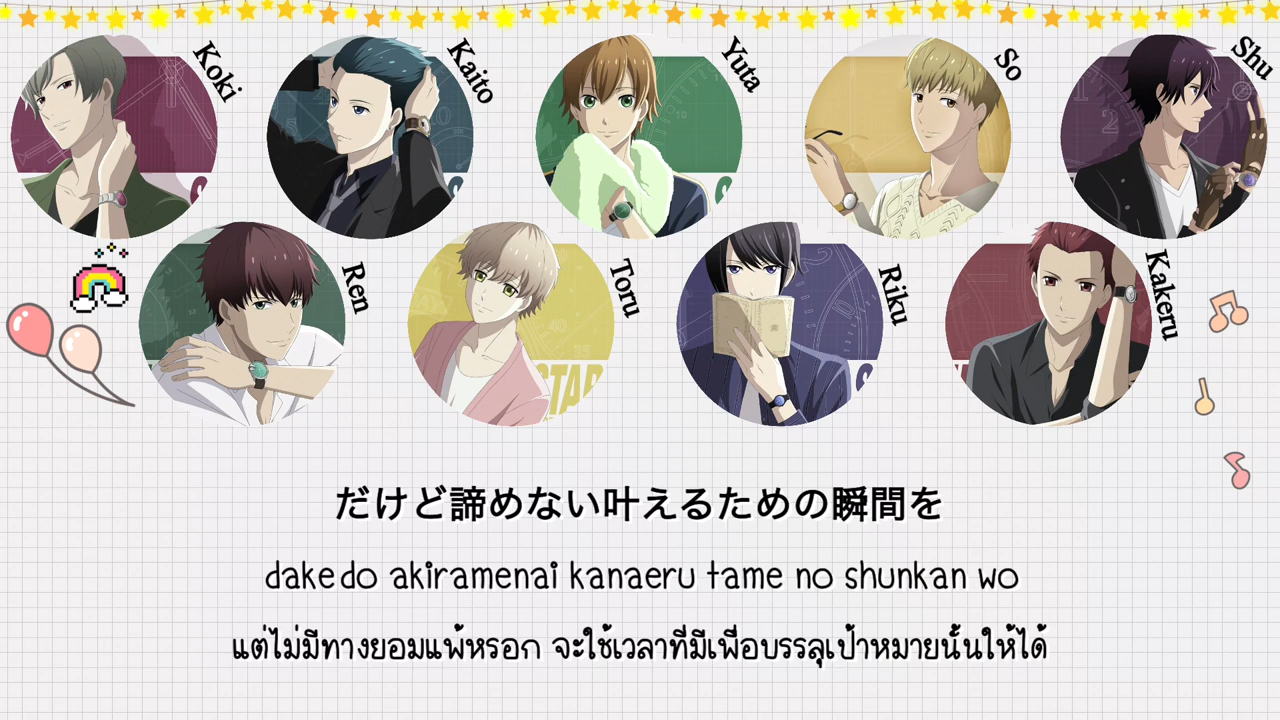 Koki
Kaito
Yuta
So
Shu
Ren
Toru
Riku
Kakeru
だけど諦めない叶えるための瞬間を
dakedo akiramenai kanaeru tame no shunkan wo
แต่ไม่มีทางยอมแพ้หรอก จะใช้เวลาที่มีเพื่อบรรลุเป้าหมายนั้นให้ได้